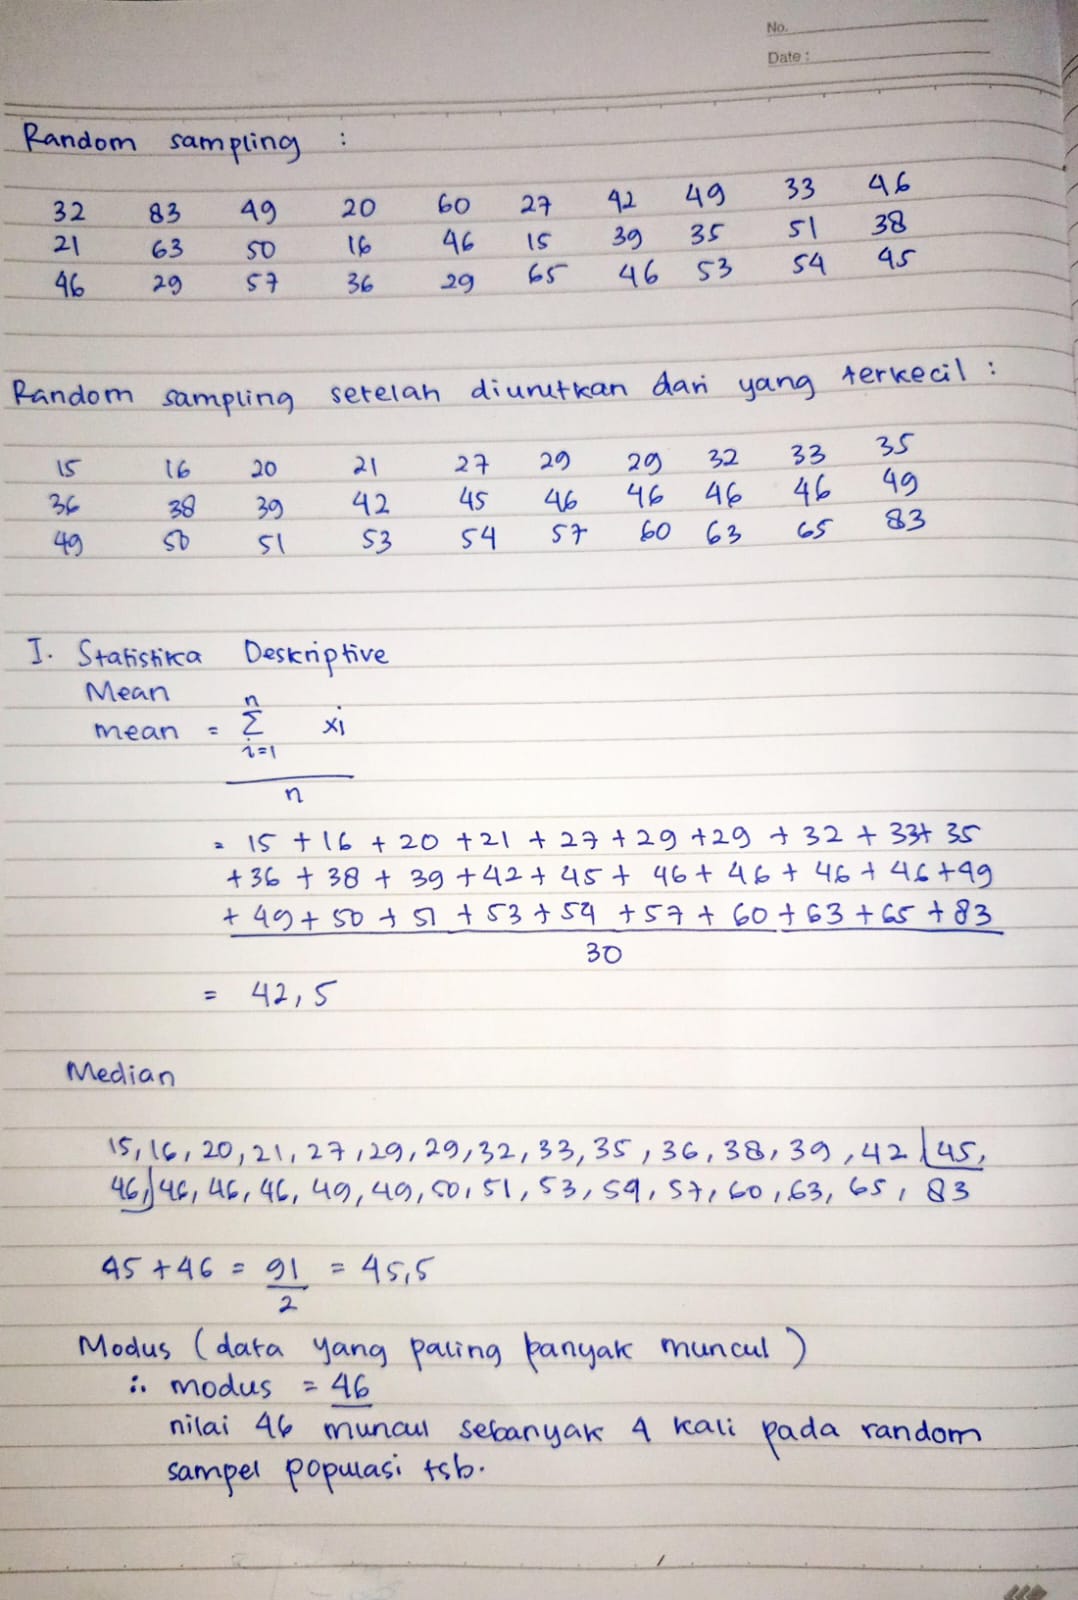 No.
Date :
Random sampling :
32 83 49 20 60 27 42 49 33 46
21 63 50 16 46 15 39 35 51 38
46 29 57 36 29 65 46 53 54 45
Random sampling setelah diurutkan dari yang terkecil :
15 16 20 21 27 29 29 32 33 35
36 38 39 42 45 46 46 46 46 49
49 50 51 53 54 57 60 63 65 83
I. Statistika Deskriptive
Mean
n
mean = Σ xi
i=1
n
= 15 + 16 + 20 + 21 + 27 + 29 + 29 + 32 + 33 + 35
+ 36 + 38 + 39 + 42 + 45 + 46 + 46 + 46 + 46 + 49
+ 49 + 50 + 51 + 53 + 54 + 57 + 60 + 63 + 65 + 83
30
= 42,5
Median
15, 16, 20, 21, 27, 29, 29, 32, 33, 35, 36, 38, 39, 42 | 45,
46,| 46, 46, 46, 49, 49, 50, 51, 53, 54, 57, 60, 63, 65, 83
45 + 46 = 91 = 45,5
2
Modus (data yang paling banyak muncul)
∴ modus = 46
nilai 46 muncul sebanyak 4 kali pada random
sampel populasi tsb.